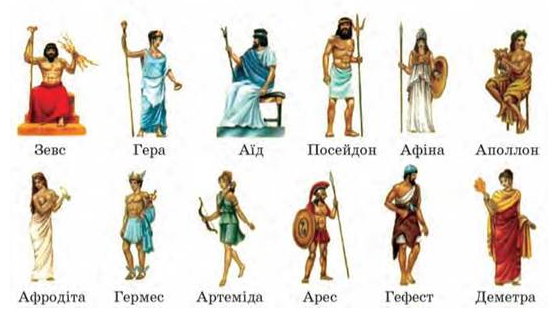 Зевс Гера Аїд Посейдон Афіна Аполлон
Афродіта Гермес Артеміда Арес Гефест Деметра